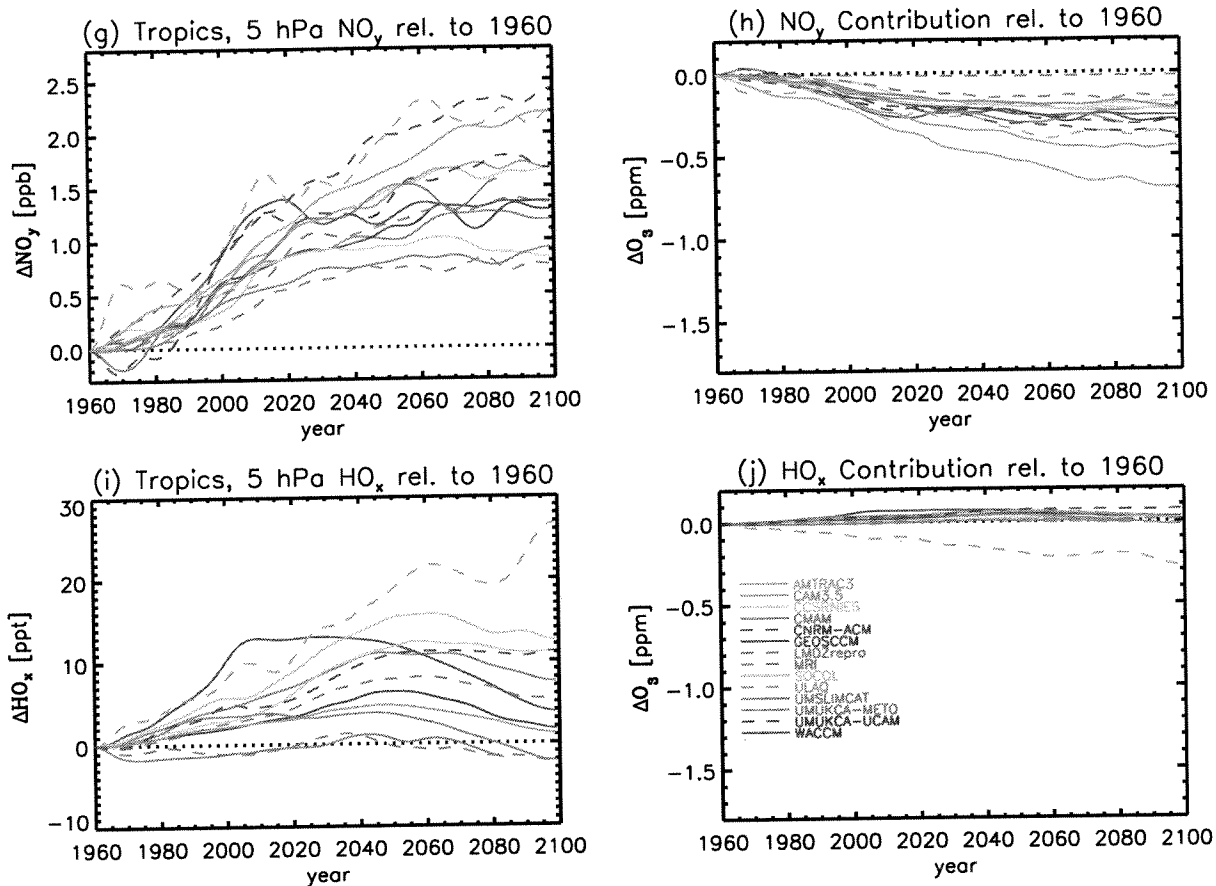 (g) Tropics, 5 hPa NOy rel. to 1960
ΔNOy [ppb]
2.5
2.0
1.5
1.0
0.5
0.0
1960 1980 2000 2020 2040 2060 2080 2100
year
(h) NOy Contribution rel. to 1960
ΔO3 [ppm]
0.0
−0.5
−1.0
−1.5
1960 1980 2000 2020 2040 2060 2080 2100
year
(i) Tropics, 5 hPa HOx rel. to 1960
ΔHOx [ppt]
30
20
10
0
−10
1960 1980 2000 2020 2040 2060 2080 2100
year
(j) HOx Contribution rel. to 1960
ΔO3 [ppm]
0.0
−0.5
−1.0
−1.5
AMTRAC3
CAM3.5
CCSRNIES
CMAM
CNRM-ACM
GEOSCCM
LMDZrepro
MRI
SOCOL
ULAQ
UMSLIMCAT
UMUKCA-METO
UMUKCA-UCAM
WACCM
1960 1980 2000 2020 2040 2060 2080 2100
year